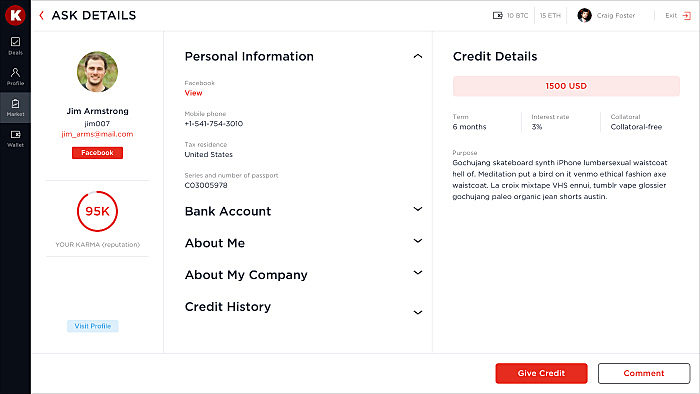 K
ASK DETAILS
10 BTC
15 ETH
Craig Foster
Exit
Deals
Profile
Market
Wallet
Jim Armstrong
jim007
jim_arms@mail.com
Facebook
95K
YOUR KARMA (reputation)
Visit Profile
Personal Information
Facebook
View
Mobile phone
+1-541-754-3010
Tax residence
United States
Series and number of passport
C03005978
Bank Account
About Me
About My Company
Credit History
Credit Details
1500 USD
Term
6 months
Interest rate
3%
Collatoral
Collatoral-free
Purpose
Gochujang skateboard synth iPhone lumbersexual waistcoat
hell of. Meditation put a bird on it venmo ethical fashion axe
waistcoat. La croix mixtape VHS ennui, tumblr vape glossier
gochujang paleo organic jean shorts austin.
Give Credit
Comment